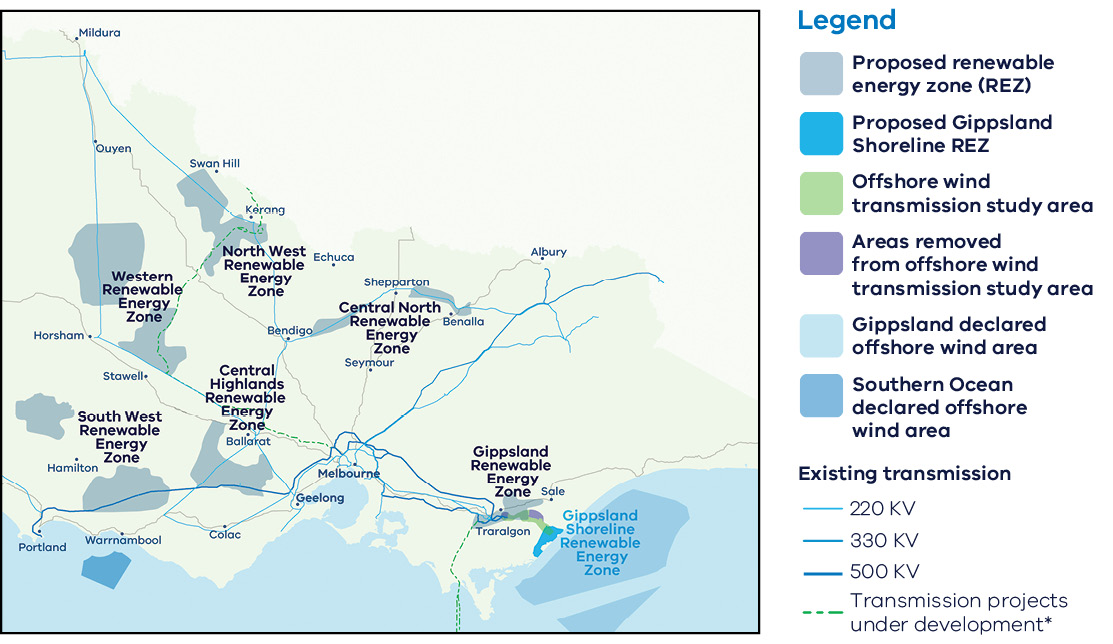 Mildura
Ouyen
Swan Hill
Kerang
North West
Renewable
Energy
Zone
Echuca
Albury
Western
Renewable
Energy
Zone
Shepparton
Central North
Renewable
Energy
Zone
Benalla
Horsham
Bendigo
Seymour
Stawell
Central
Highlands
Renewable
Energy
Zone
Ballarat
South West
Renewable
Energy
Zone
Hamilton
Melbourne
Gippsland
Renewable
Energy
Zone
Sale
Geelong
Traralgon
Gippsland
Shoreline
Renewable
Energy
Zone
Portland
Warrnambool
Colac
Legend
Proposed renewable
energy zone (REZ)
Proposed Gippsland
Shoreline REZ
Offshore wind
transmission study area
Areas removed
from offshore wind
transmission study area
Gippsland declared
offshore wind area
Southern Ocean
declared offshore
wind area
Existing transmission
220 KV
330 KV
500 KV
Transmission projects
under development*